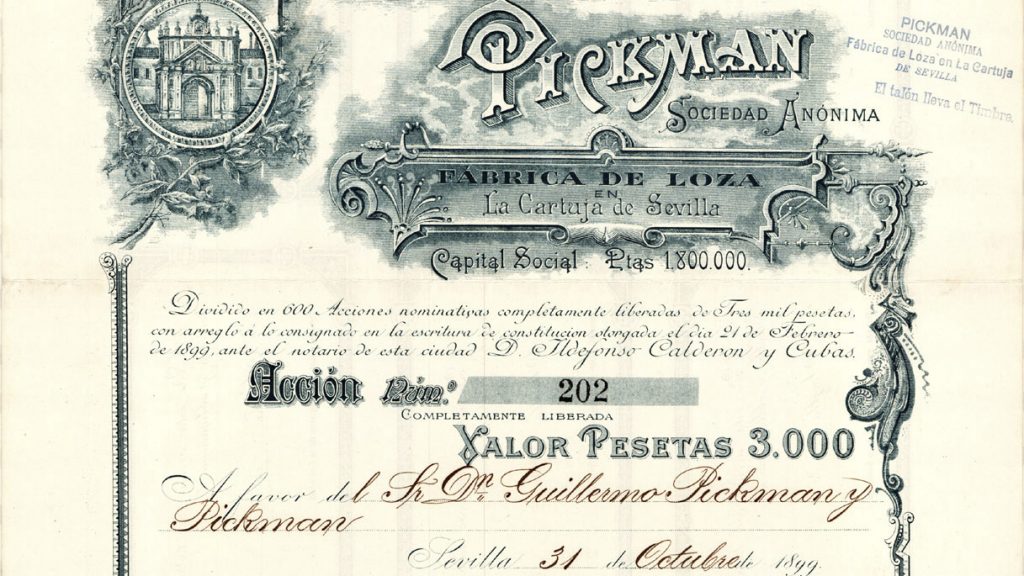 PICKMAN
SOCIEDAD ANÓNIMA
PICKMAN
SOCIEDAD ANÓNIMA
Fábrica de Loza en La Cartuja
DE SEVILLA
El talón lleva el Timbre.
FÁBRICA DE LOZA
EN
La Cartuja de Sevilla
Capital Social: Ptas 1.800.000.
Dividido en 600 Acciones nominativas completamente liberadas de Tres mil pesetas,
con arreglo á lo consignado en la escritura de constitucion otorgada el dia 21 de Febrero
de 1899, ante el notario de esta ciudad D. Ildefonso Calderon y Cubas.
Acción Núm.º 202
COMPLETAMENTE LIBERADA
VALOR PESETAS 3.000
A favor del Sr. Dn. Guillermo Pickman y
Pickman
Sevilla 31 de Octubre de 1899.